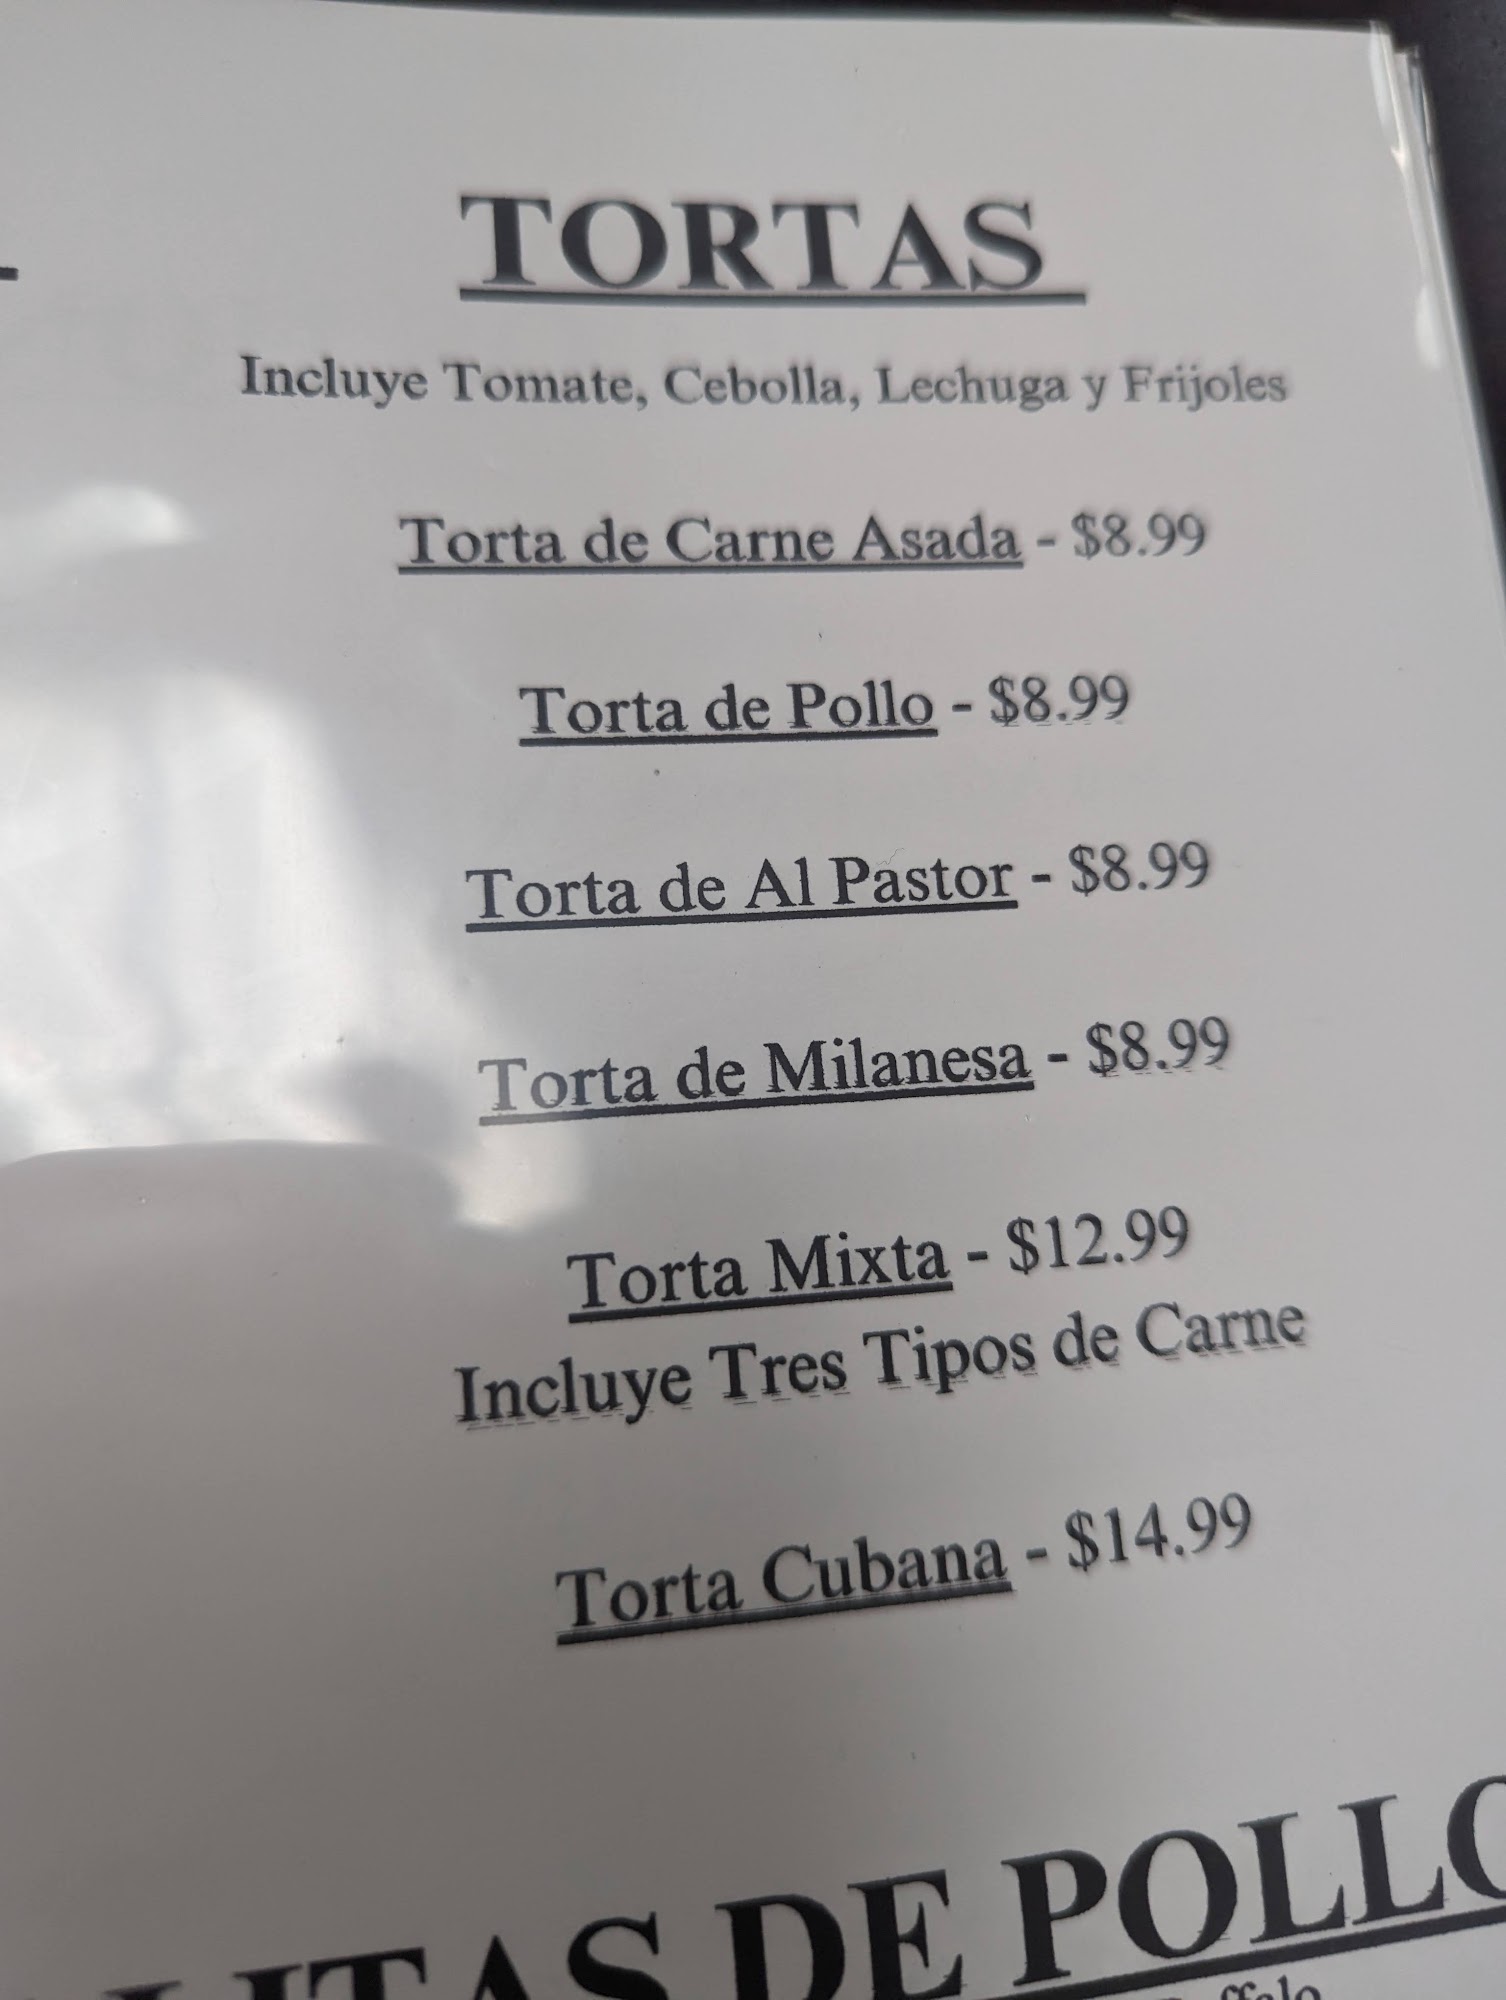 TORTAS
Incluye Tomate, Cebolla, Lechuga y Frijoles
Torta de Carne Asada - $8.99
Torta de Pollo - $8.99
Torta de Al Pastor - $8.99
Torta de Milanesa - $8.99
Torta Mixta - $12.99
Incluye Tres Tipos de Carne
Torta Cubana - $14.99
DE POLLO